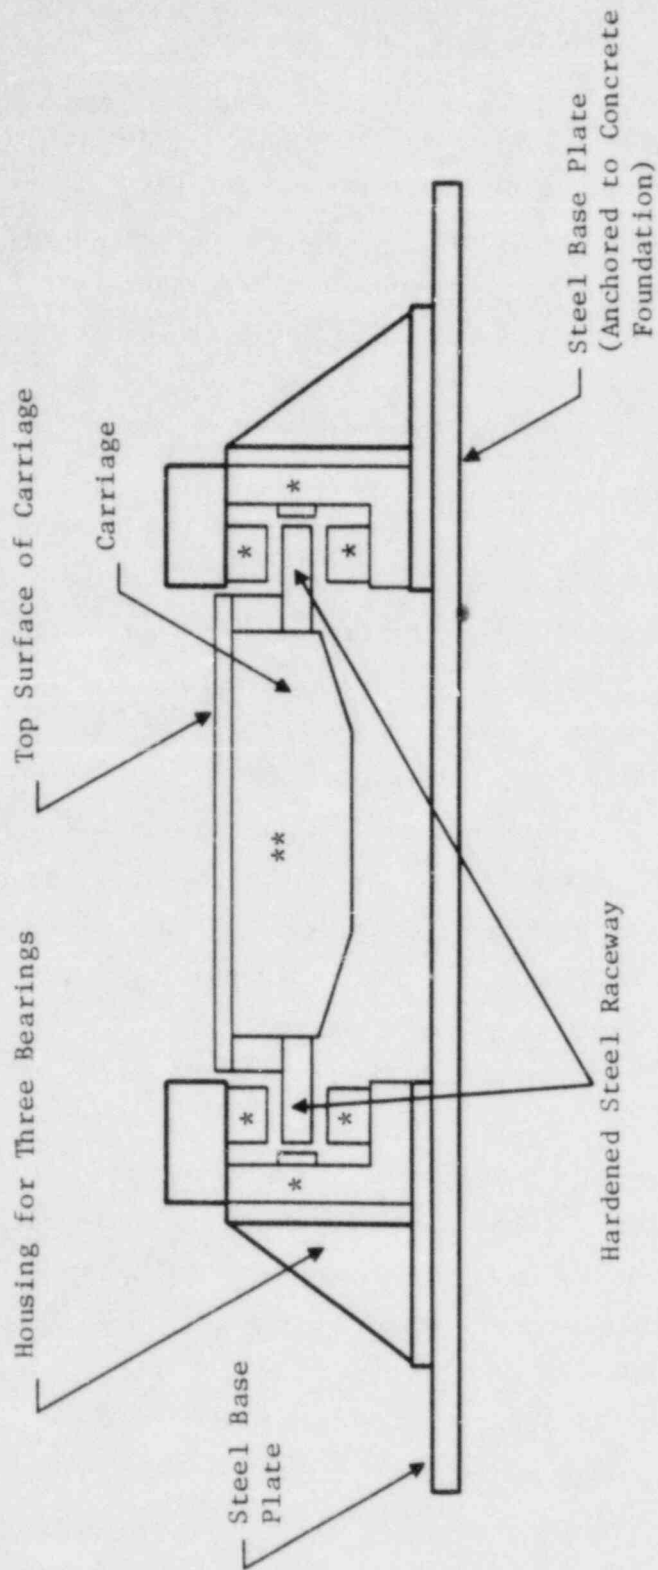 Housing for Three Bearings
Top Surface of Carriage
Carriage
*
*
**
*
*
*
*
Steel Base
Plate
Hardened Steel Raceway
Steel Base Plate
(Anchored to Concrete
Foundation)